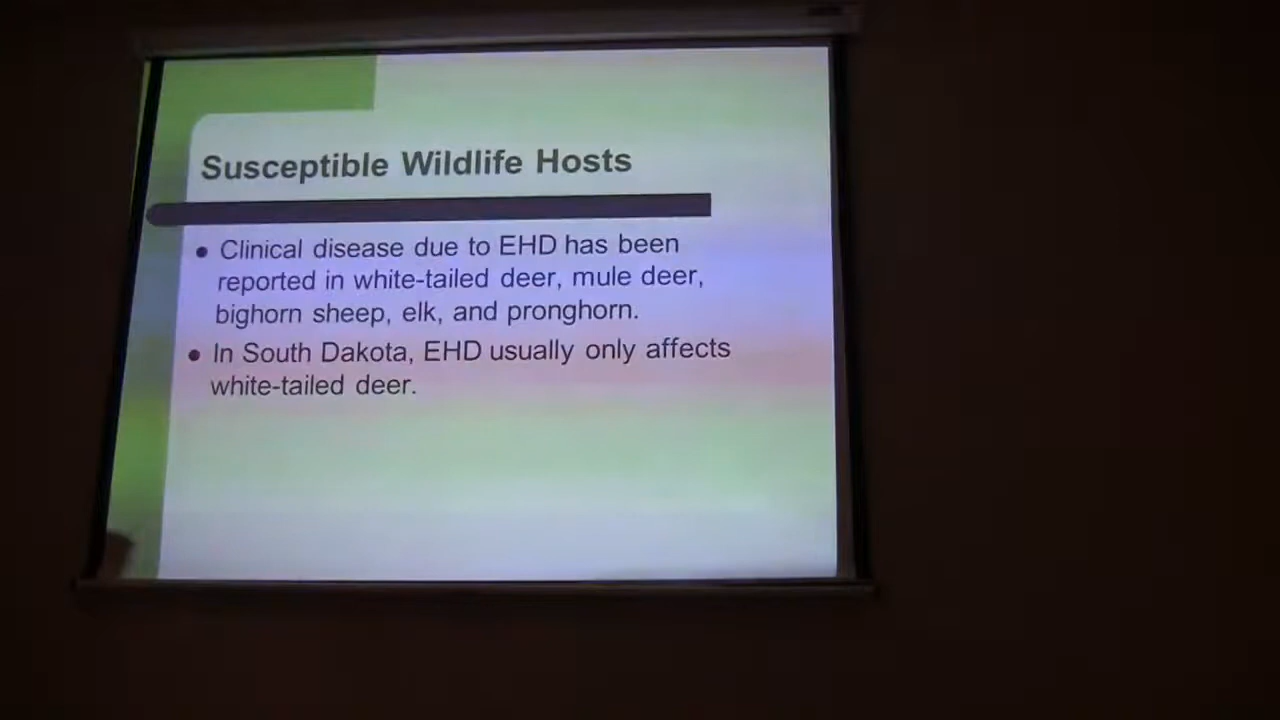 Susceptible Wildlife Hosts
• Clinical disease due to EHD has been
reported in white-tailed deer, mule deer,
bighorn sheep, elk, and pronghorn.
• In South Dakota, EHD usually only affects
white-tailed deer.